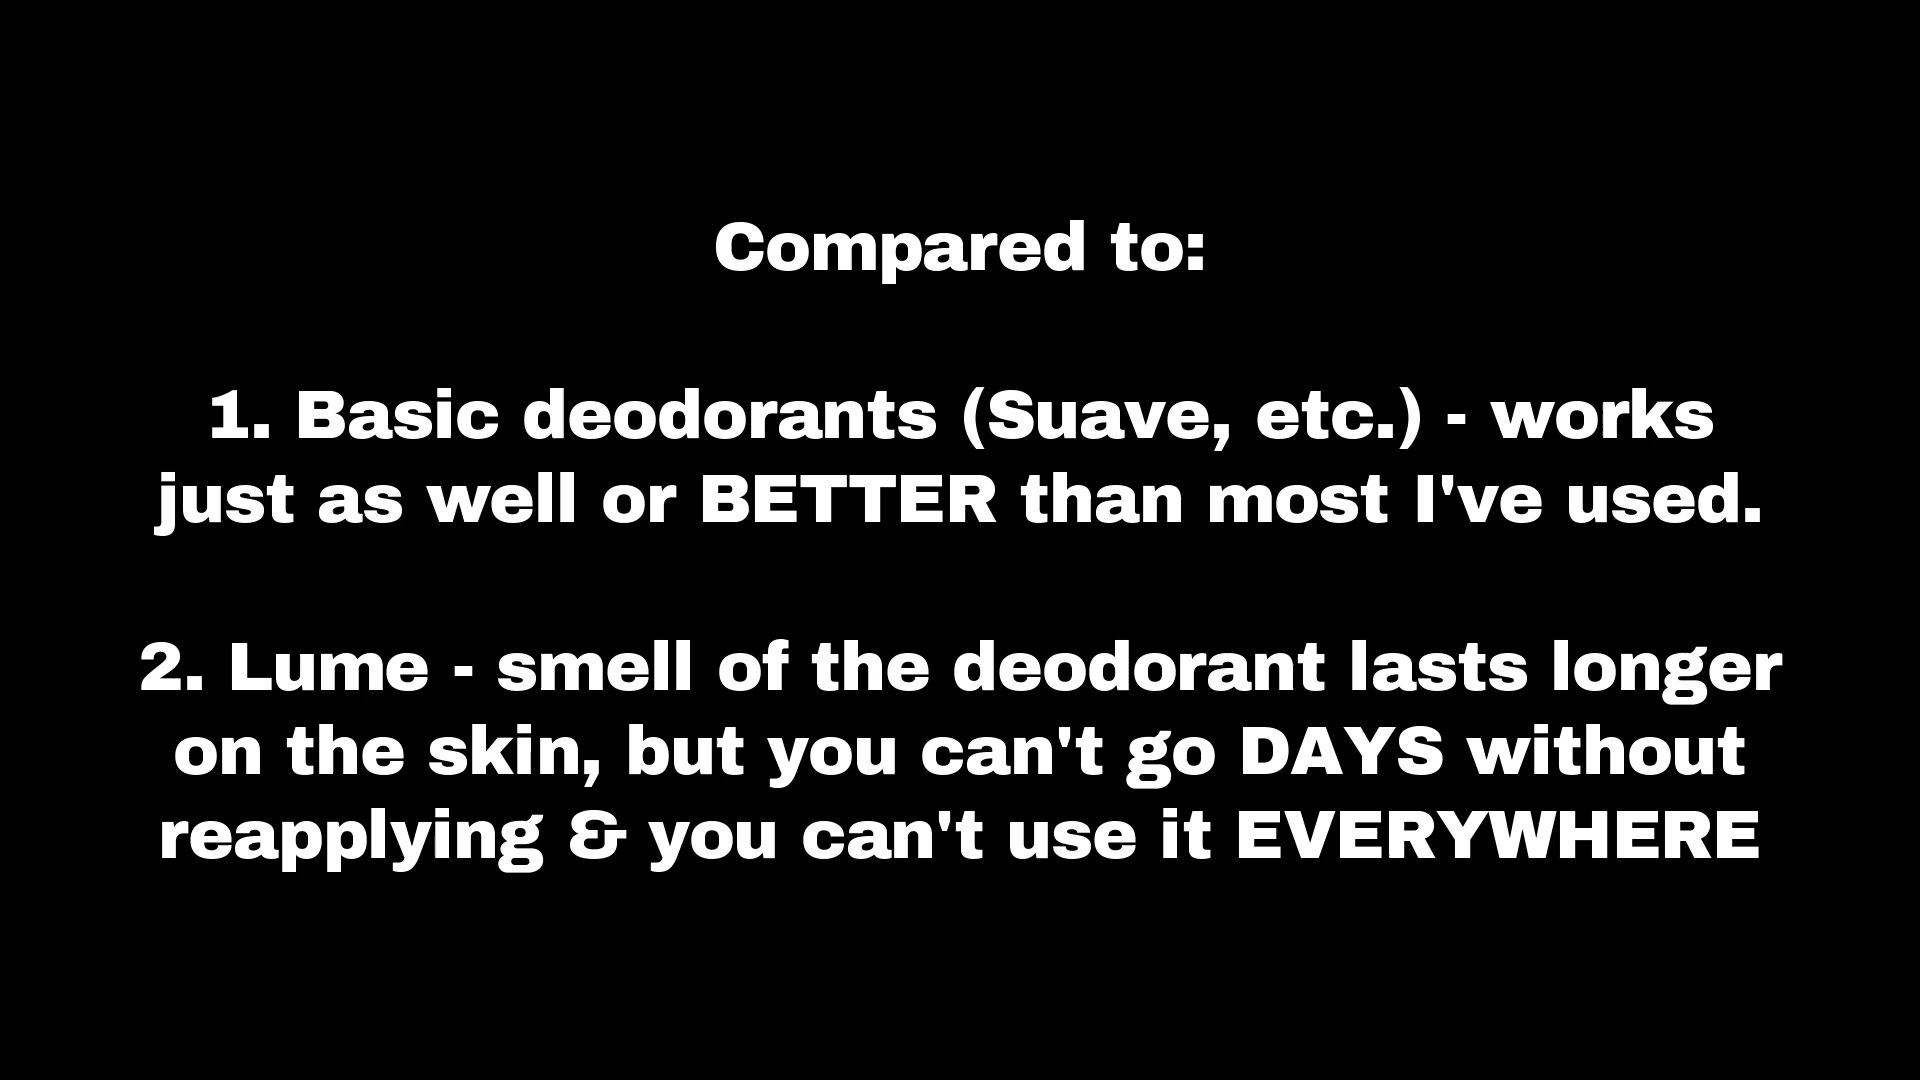 Compared to:
1. Basic deodorants (Suave, etc.) - works
just as well or BETTER than most I've used.
2. Lume - smell of the deodorant lasts longer
on the skin, but you can't go DAYS without
reapplying & you can't use it EVERYWHERE